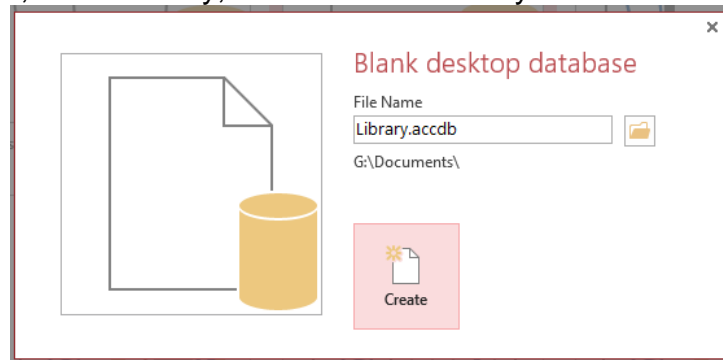 Blank desktop database
File Name
Library.accdb
G:\Documents\
Create